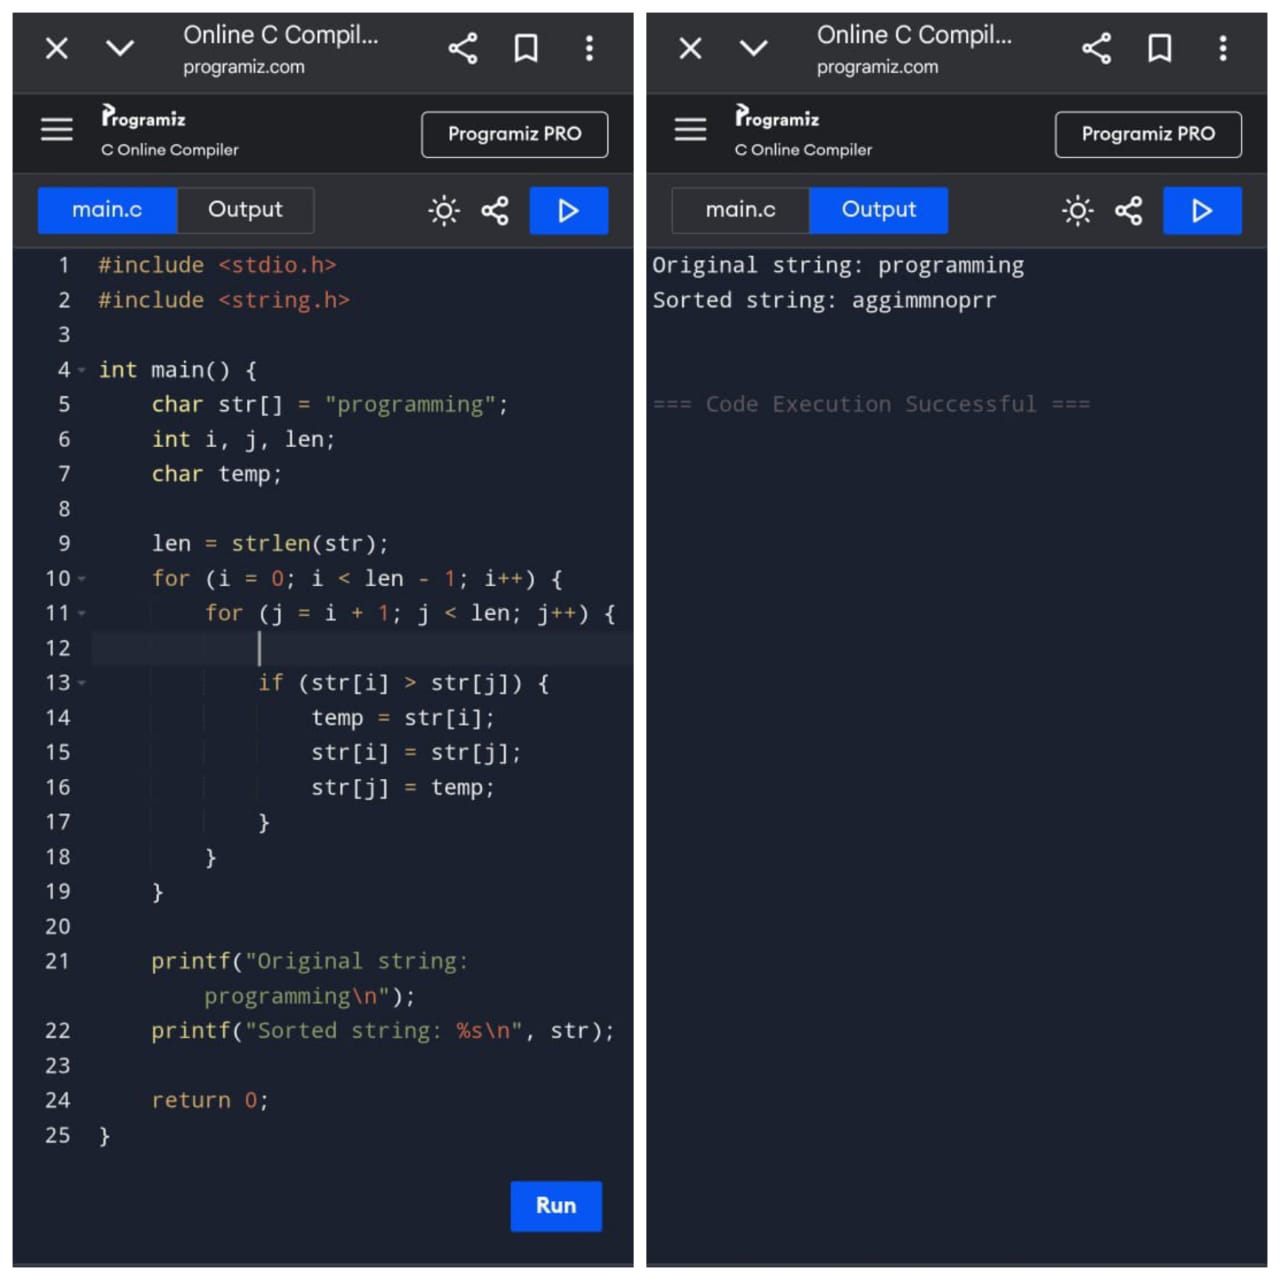 Online C Compil...
programiz.com
Programiz
C Online Compiler
Programiz PRO
main.c
Output
1 #include <stdio.h>
2 #include <string.h>
3
4 int main() {
5     char str[] = "programming";
6     int i, j, len;
7     char temp;
8
9     len = strlen(str);
10     for (i = 0; i < len - 1; i++) {
11         for (j = i + 1; j < len; j++) {
12
13             if (str[i] > str[j]) {
14                 temp = str[i];
15                 str[i] = str[j];
16                 str[j] = temp;
17             }
18         }
19     }
20
21     printf("Original string:
programming\n");
22     printf("Sorted string: %s\n", str);
23
24     return 0;
25 }
Run
Online C Compil...
programiz.com
Programiz
C Online Compiler
Programiz PRO
main.c
Output
Original string: programming
Sorted string: aggimmnoprr
=== Code Execution Successful ===